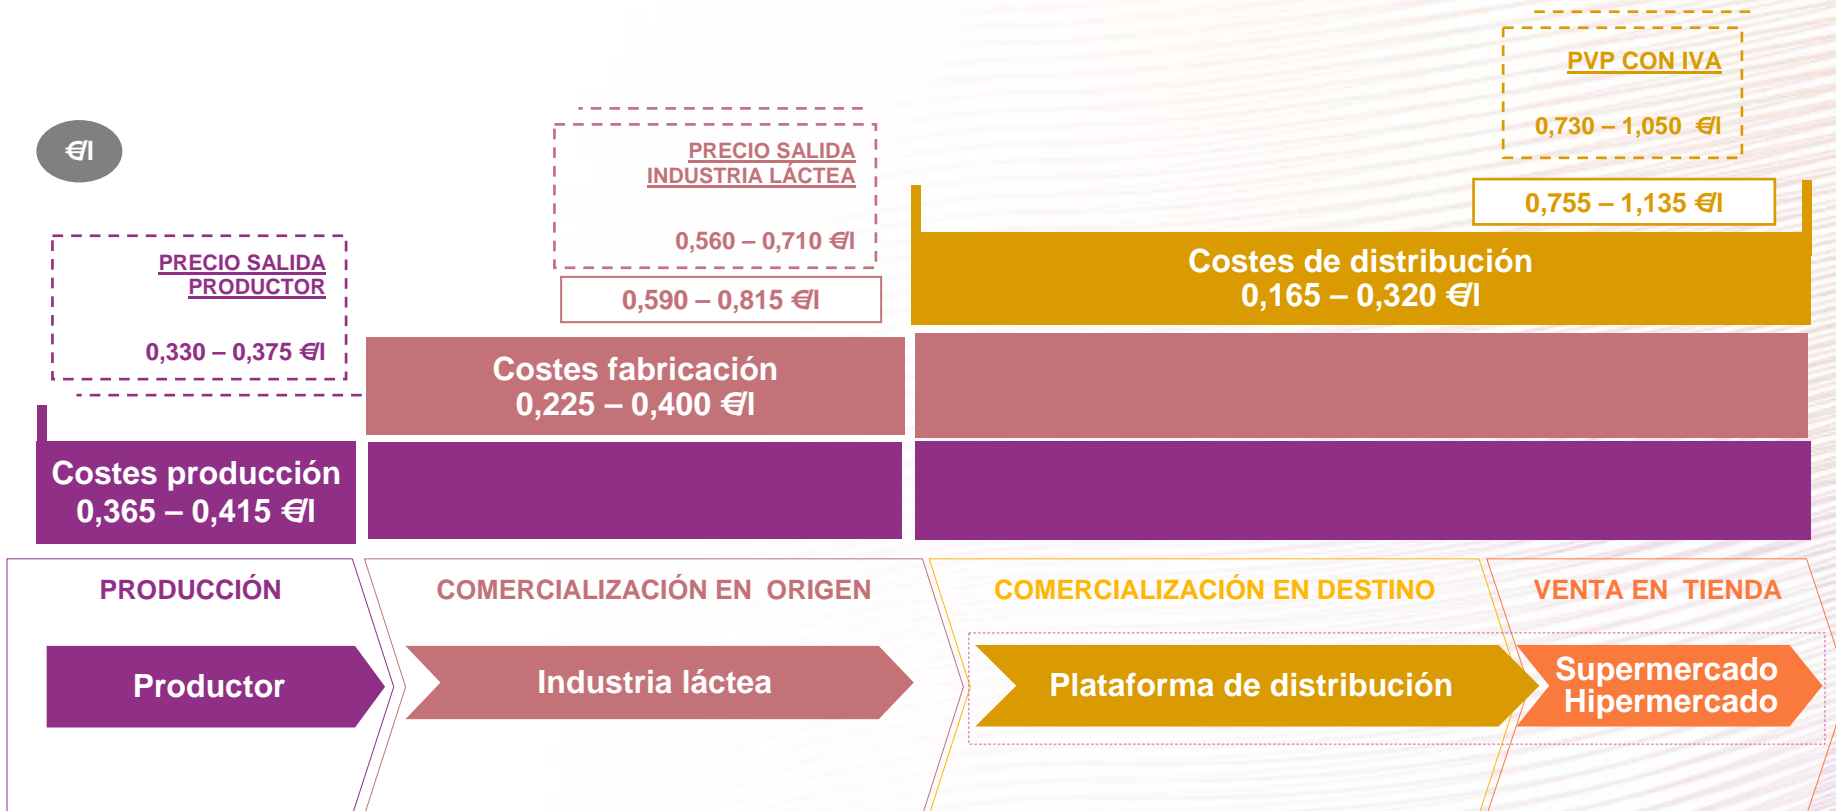 €/l
PVP CON IVA
0,730 – 1,050 €/l
0,755 – 1,135 €/l
PRECIO SALIDA
INDUSTRIA LÁCTEA
0,560 – 0,710 €/l
0,590 – 0,815 €/l
PRECIO SALIDA
PRODUCTOR
0,330 – 0,375 €/l
Costes de distribución
0,165 – 0,320 €/l
Costes fabricación
0,225 – 0,400 €/l
Costes producción
0,365 – 0,415 €/l
PRODUCCIÓN
COMERCIALIZACIÓN EN ORIGEN
COMERCIALIZACIÓN EN DESTINO
VENTA EN TIENDA
Productor
Industria láctea
Plataforma de distribución
Supermercado
Hipermercado